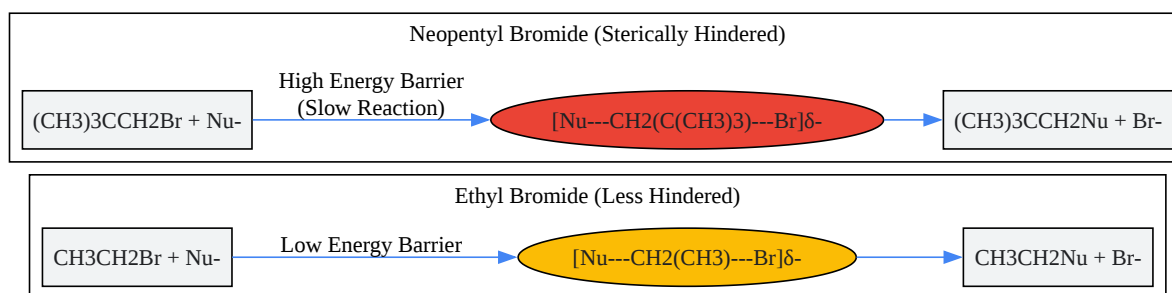 Neopentyl Bromide (Sterically Hindered)
High Energy Barrier
(Slow Reaction)
(CH3)3CCH2Br + Nu-
[Nu---CH2(C(CH3)3)---Br]δ-
(CH3)3CCH2Nu + Br-
Ethyl Bromide (Less Hindered)
CH3CH2Br + Nu-
Low Energy Barrier
[Nu---CH2(CH3)---Br]δ-
CH3CH2Nu + Br-